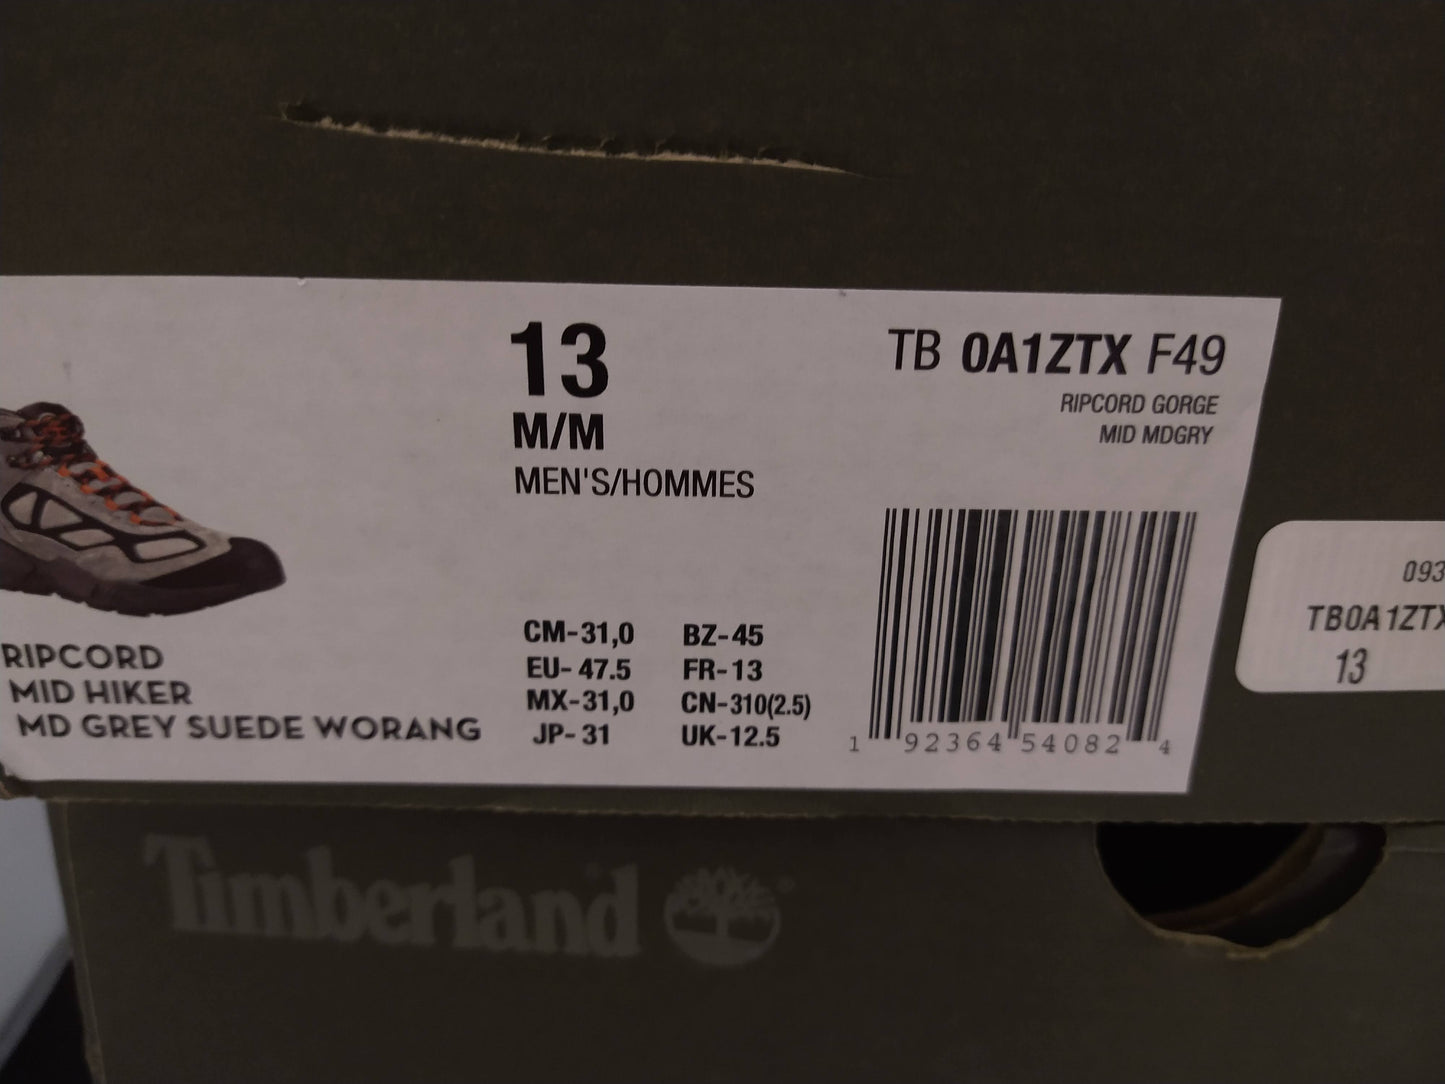 13
M/M
MEN'S/HOMMES
TB 0A1ZTX F49
RIPCORD GORGE
MID MDGRY
RIPCORD
MID HIKER
MD GREY SUEDE WORANG
CM-31,0 BZ-45
EU- 47.5 FR-13
MX-31,0 CN-310(2.5)
JP- 31 UK-12.5
1 92364 54082 4
093
TB0A1ZTX
13
Timberland